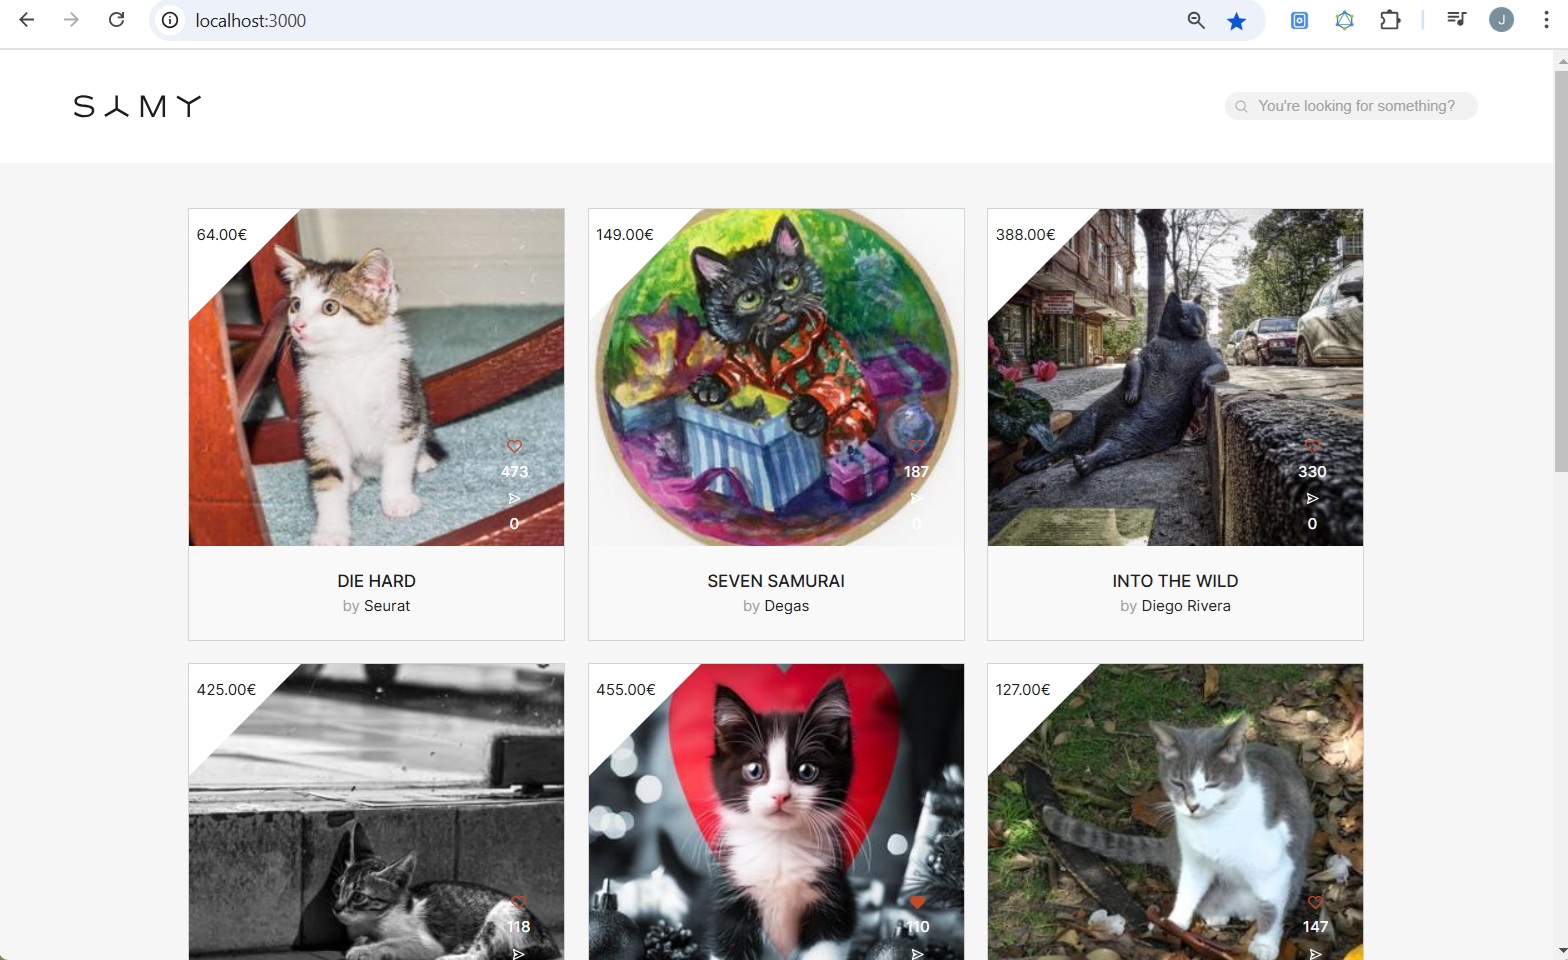 localhost:3000
J
SAMY
You're looking for something?
64.00€
473
0
DIE HARD
by Seurat
149.00€
187
0
SEVEN SAMURAI
by Degas
388.00€
330
0
INTO THE WILD
by Diego Rivera
425.00€
118
455.00€
110
127.00€
147